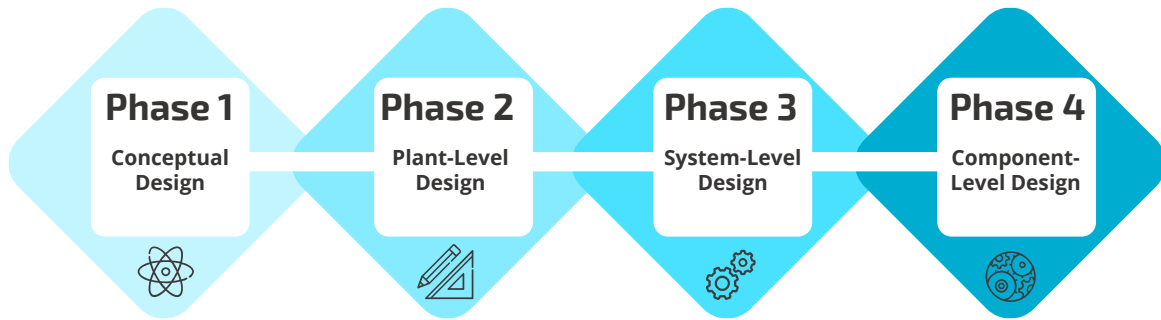 Phase 1
Conceptual
Design
Phase 2
Plant-Level
Design
Phase 3
System-Level
Design
Phase 4
Component-
Level Design